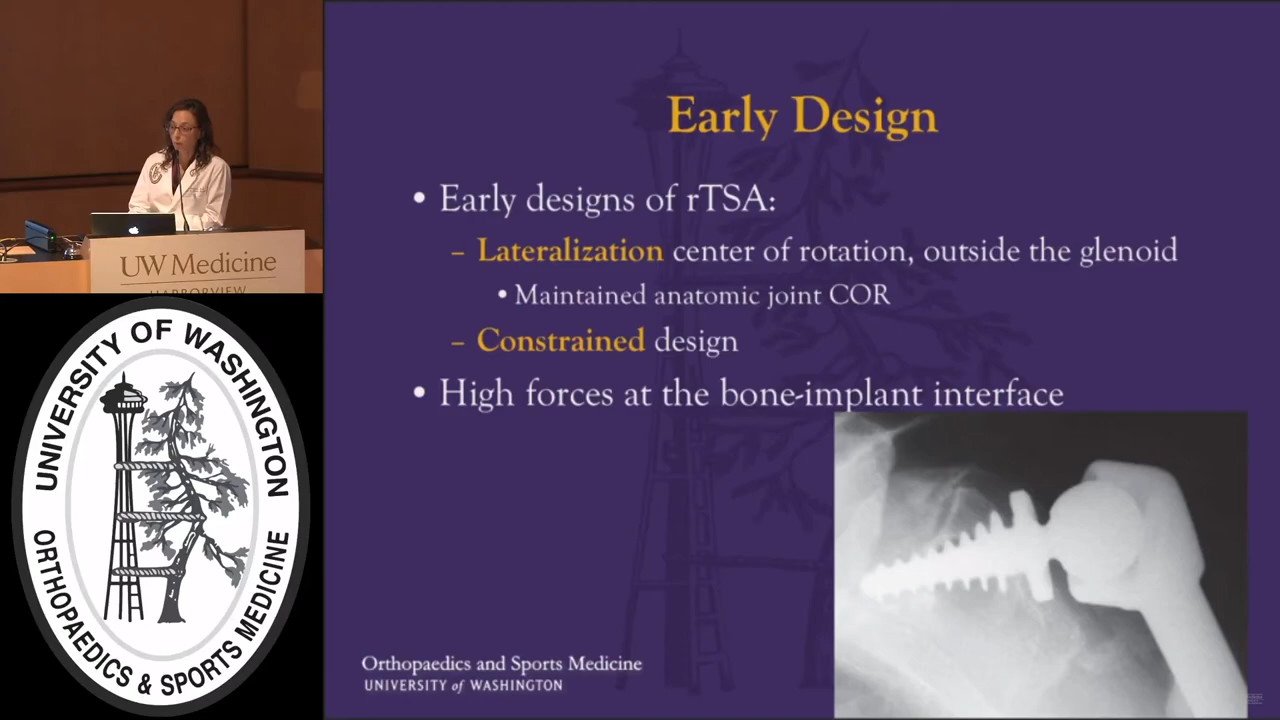 Early Design
• Early designs of rTSA:
– Lateralization center of rotation, outside the glenoid
• Maintained anatomic joint COR
– Constrained design
• High forces at the bone-implant interface
Orthopaedics and Sports Medicine
UNIVERSITY of WASHINGTON
UW Medicine
HARBORVIEW
UNIVERSITY OF WASHINGTON
ORTHOPAEDICS & SPORTS MEDICINE